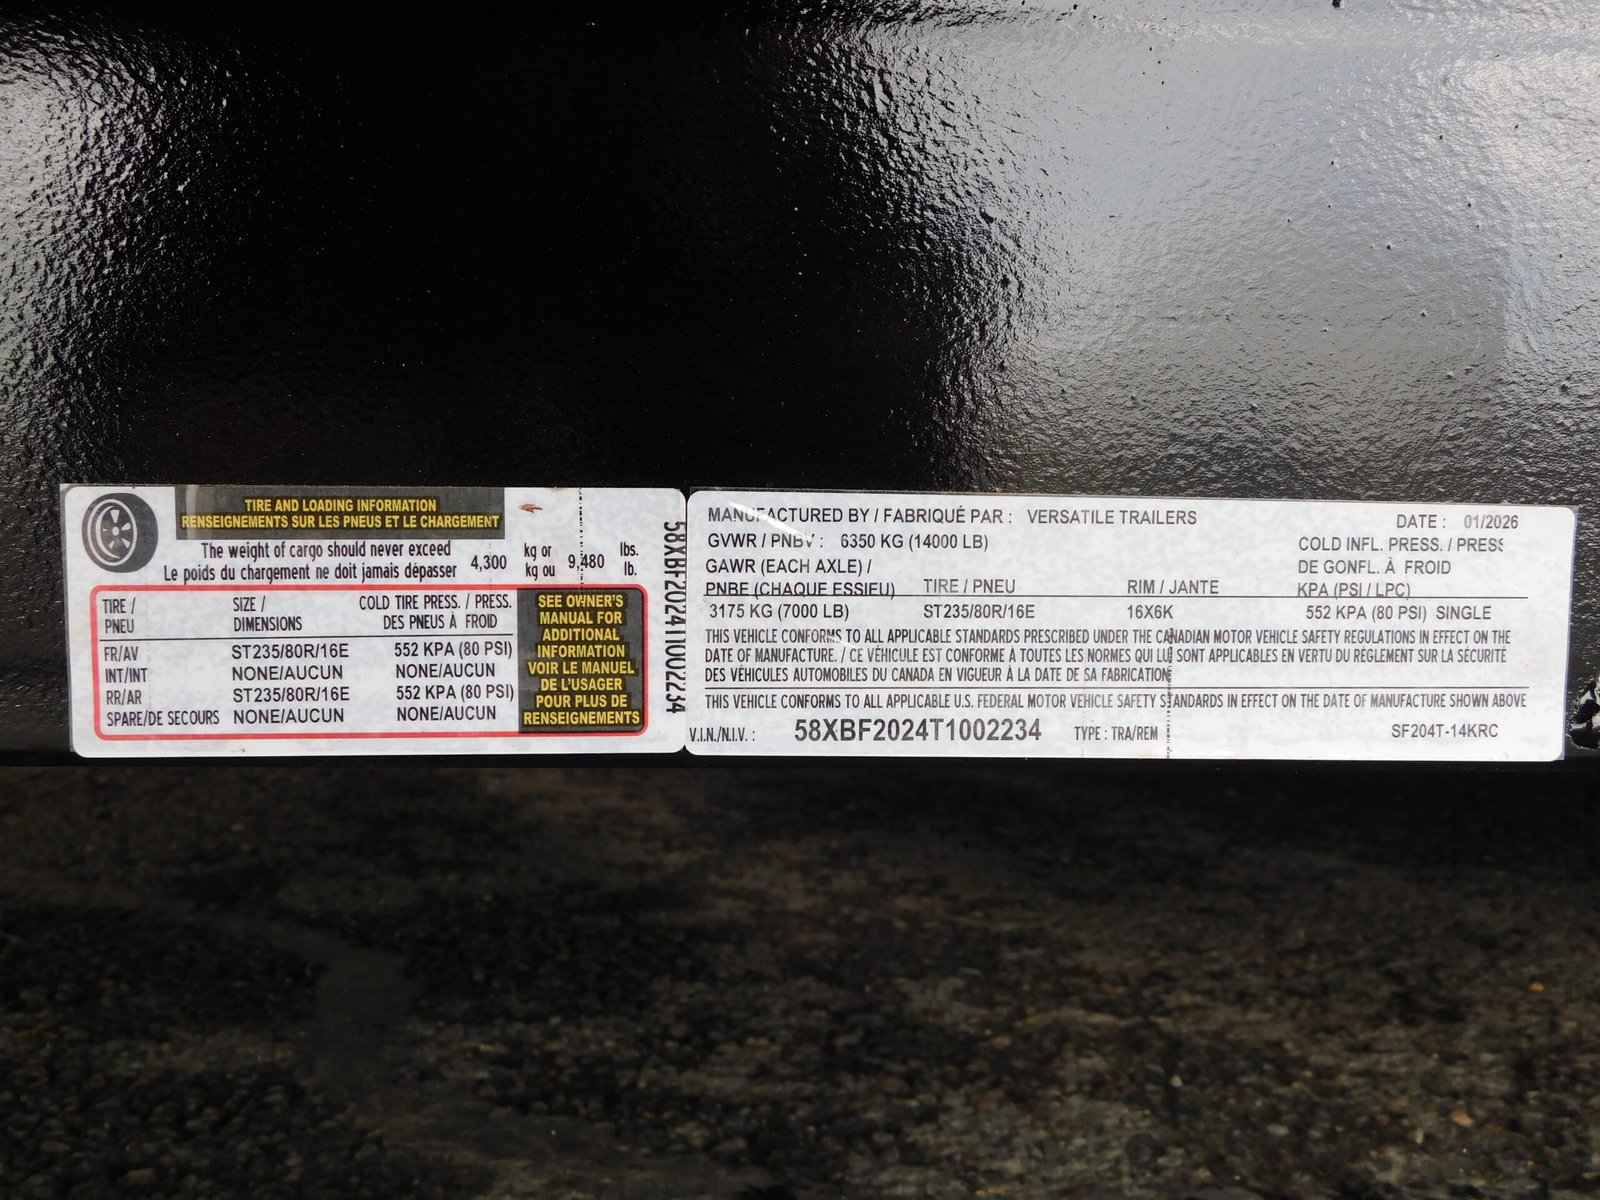 TIRE AND LOADING INFORMATION
RENSEIGNEMENTS SUR LES PNEUS ET LE CHARGEMENT
The weight of cargo should never exceed 4,300 kg or 9,480 lbs.
Le poids du chargement ne doit jamais dépasser kg ou lb.
TIRE / PNEU SIZE / DIMENSIONS COLD TIRE PRESS. / PRESS. DES PNEUS À FROID
FR/AV ST235/80R/16E 552 KPA (80 PSI)
INT/INT NONE/AUCUN NONE/AUCUN
RR/AR ST235/80R/16E 552 KPA (80 PSI)
SPARE/DE SECOURS NONE/AUCUN NONE/AUCUN
SEE OWNER'S
MANUAL FOR
ADDITIONAL
INFORMATION
VOIR LE MANUEL
DE L'USAGER
POUR PLUS DE
RENSEIGNEMENTS
58XBF2024T1002234
MANUFACTURED BY / FABRIQUÉ PAR : VERSATILE TRAILERS DATE : 01/2026
GVWR / PNBV : 6350 KG (14000 LB)
GAWR (EACH AXLE) /
PNBE (CHAQUE ESSIEU) TIRE / PNEU RIM / JANTE
COLD INFL. PRESS. / PRESS
DE GONFL. À FROID
KPA (PSI / LPC)
3175 KG (7000 LB) ST235/80R/16E 16X6K 552 KPA (80 PSI) SINGLE
THIS VEHICLE CONFORMS TO ALL APPLICABLE STANDARDS PRESCRIBED UNDER THE CANADIAN MOTOR VEHICLE SAFETY REGULATIONS IN EFFECT ON THE
DATE OF MANUFACTURE. / CE VÉHICULE EST CONFORME À TOUTES LES NORMES QUI LUI SONT APPLICABLES EN VERTU DU RÉGLEMENT SUR LA SÉCURITÉ
DES VÉHICULES AUTOMOBILES DU CANADA EN VIGUEUR À LA DATE DE SA FABRICATION
THIS VEHICLE CONFORMS TO ALL APPLICABLE U.S. FEDERAL MOTOR VEHICLE SAFETY STANDARDS IN EFFECT ON THE DATE OF MANUFACTURE SHOWN ABOVE
V.I.N./N.I.V. : 58XBF2024T1002234 TYPE : TRA/REM SF204T-14KRC